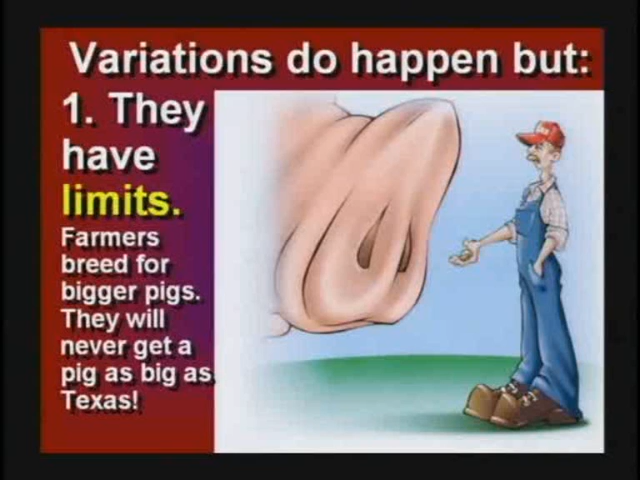 Variations do happen but:
1. They
have
limits.
Farmers
breed for
bigger pigs.
They will
never get a
pig as big as
Texas!